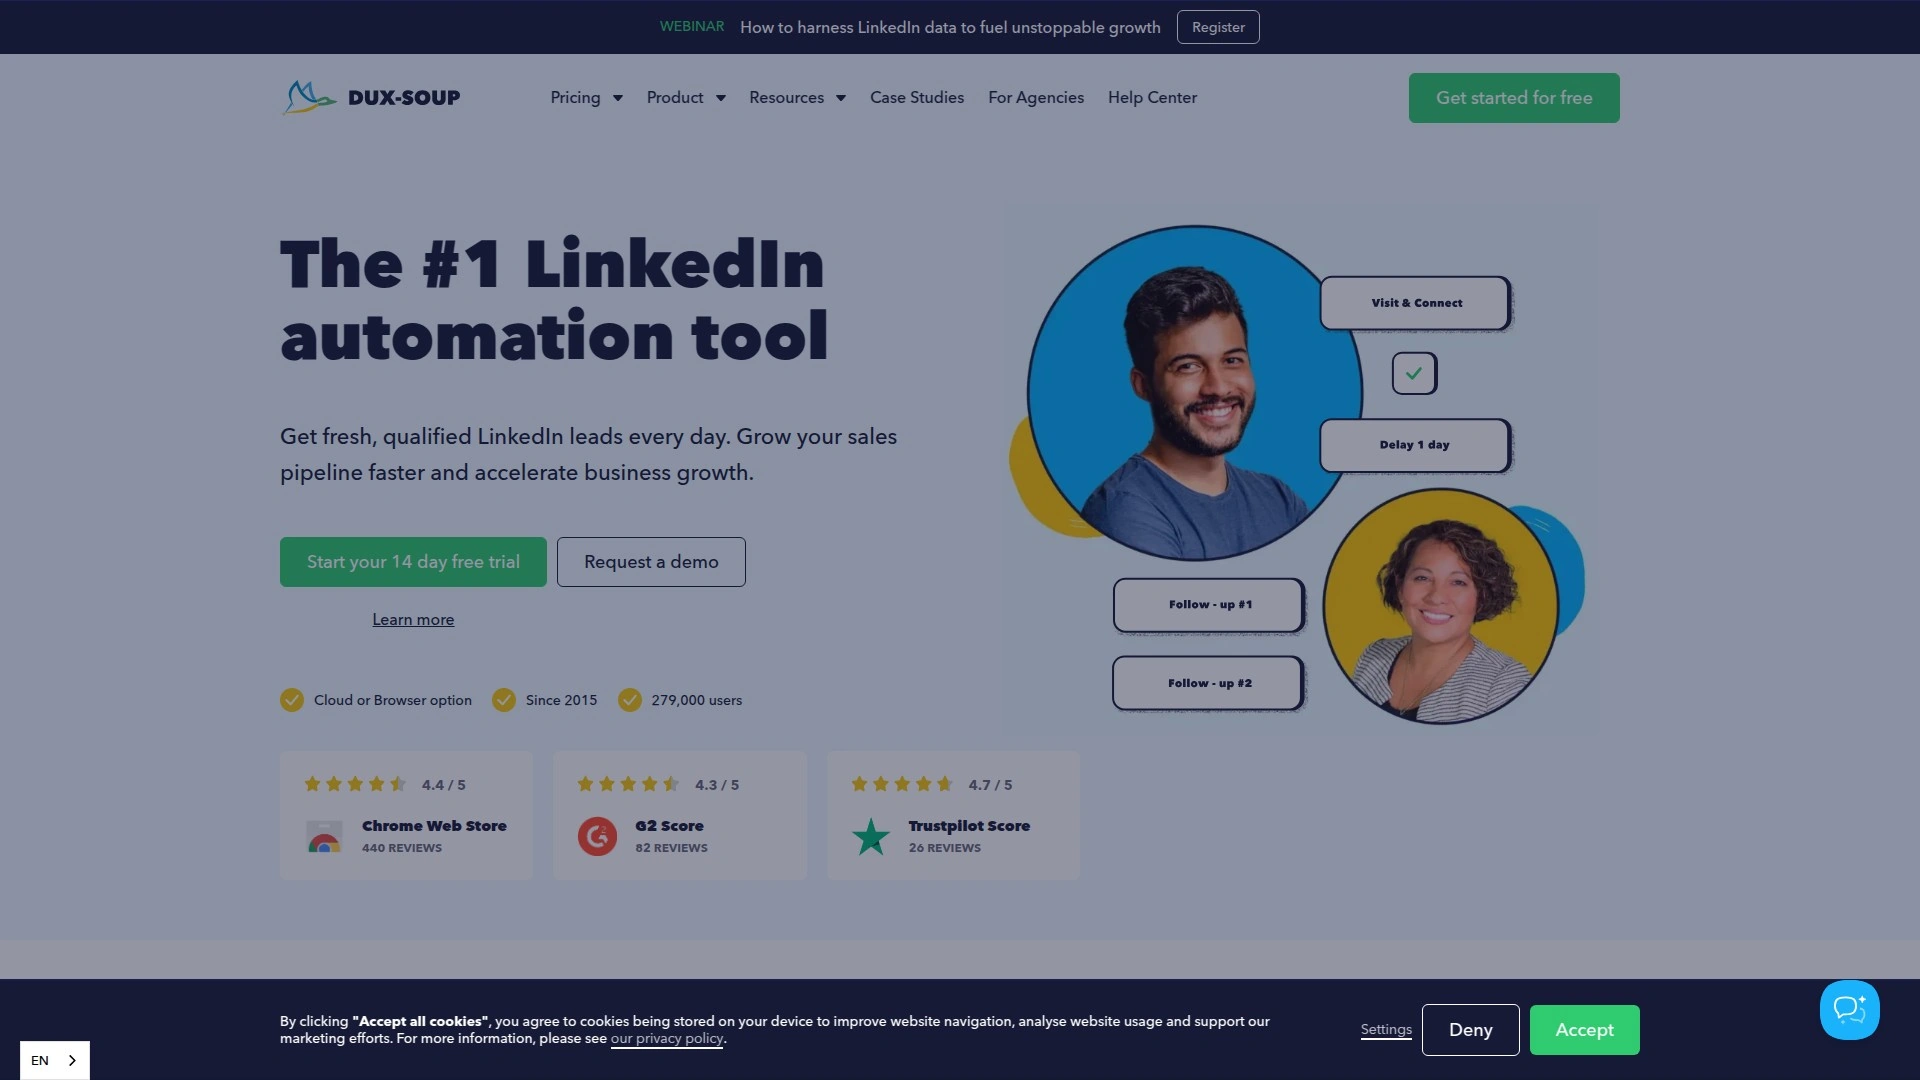 WEBINAR How to harness LinkedIn data to fuel unstoppable growth Register
DUX-SOUP Pricing Product Resources Case Studies For Agencies Help Center Get started for free
The #1 LinkedIn
automation tool
Get fresh, qualified LinkedIn leads every day. Grow your sales
pipeline faster and accelerate business growth.
Start your 14 day free trial Request a demo
Learn more
Cloud or Browser option Since 2015 279,000 users
Visit & Connect
Delay 1 day
Follow - up #1
Follow - up #2
4.4 / 5
Chrome Web Store
440 REVIEWS
4.3 / 5
G2 Score
82 REVIEWS
4.7 / 5
Trustpilot Score
26 REVIEWS
By clicking "Accept all cookies", you agree to cookies being stored on your device to improve website navigation, analyse website usage and support our
marketing efforts. For more information, please see our privacy policy.
Settings Deny Accept
EN